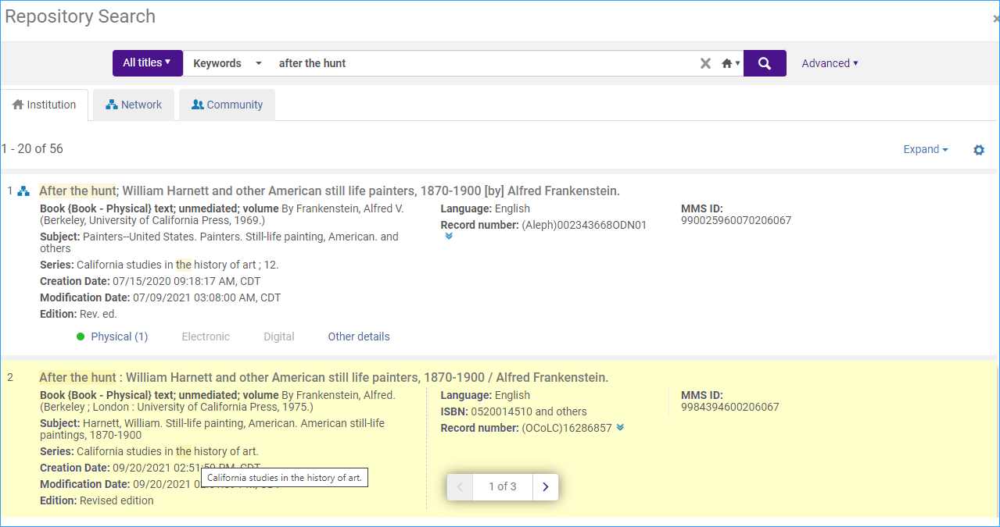 Repository Search
All titles Keywords after the hunt Advanced
Institution Network Community
1 - 20 of 56 Expand
1 After the hunt; William Harnett and other American still life painters, 1870-1900 [by] Alfred Frankenstein.
Book {Book - Physical} text; unmediated; volume By Frankenstein, Alfred V.
(Berkeley, University of California Press, 1969.)
Subject: Painters--United States. Painters. Still-life painting, American. and
others
Series: California studies in the history of art ; 12.
Creation Date: 07/15/2020 09:18:17 AM, CDT
Modification Date: 07/09/2021 03:08:00 AM, CDT
Edition: Rev. ed.
Language: English
Record number: (Aleph)002343668ODN01
MMS ID:
990025960070206067
Physical (1) Electronic Digital Other details
2 After the hunt : William Harnett and other American still life painters, 1870-1900 / Alfred Frankenstein.
Book {Book - Physical} text; unmediated; volume By Frankenstein, Alfred.
(Berkeley ; London : University of California Press, 1975.)
Subject: Harnett, William. Still-life painting, American. American still-life
paintings, 1870-1900
Series: California studies in the history of art.
Creation Date: 09/20/2021 02:51:59 PM, CDT
California studies in the history of art.
Modification Date: 09/20/2021
Edition: Revised edition
Language: English
ISBN: 0520014510 and others
Record number: (OCoLC)16286857
MMS ID:
9984394600206067
1 of 3